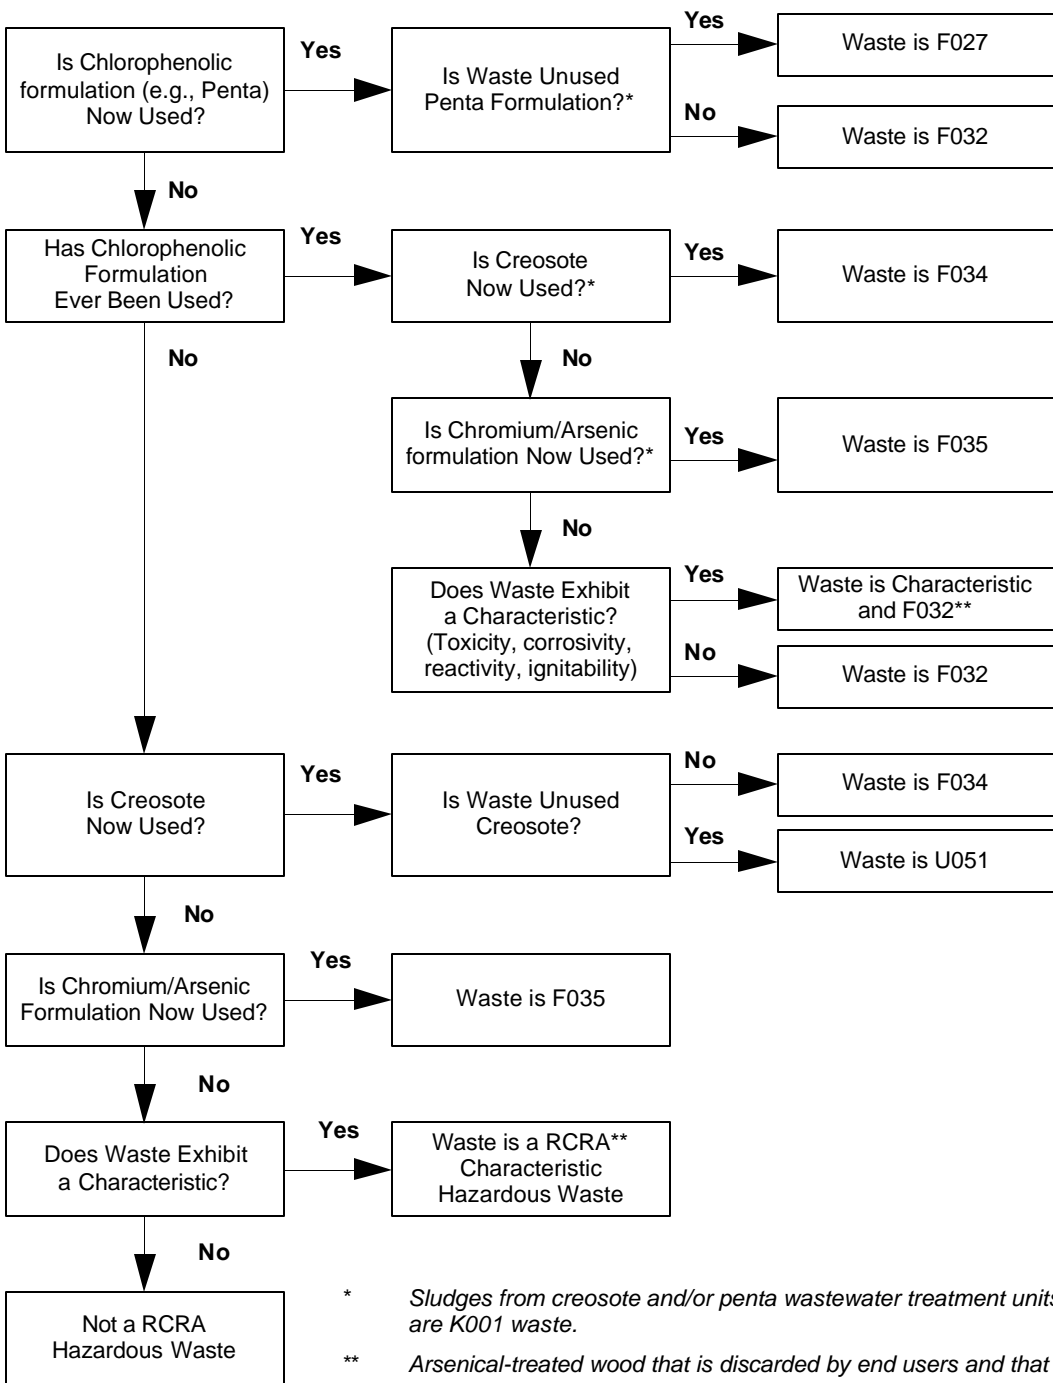 Is Chlorophenolic
formulation (e.g., Penta)
Now Used?
Yes
Is Waste Unused
Penta Formulation?*
Yes
Waste is F027
No
Waste is F032
No
Has Chlorophenolic
Formulation
Ever Been Used?
Yes
Is Creosote
Now Used?*
Yes
Waste is F034
No
No
Is Chromium/Arsenic
formulation Now Used?*
Yes
Waste is F035
No
Does Waste Exhibit
a Characteristic?
(Toxicity, corrosivity,
reactivity, ignitability)
Yes
Waste is Characteristic
and F032**
No
Waste is F032
Is Creosote
Now Used?
Yes
Is Waste Unused
Creosote?
No
Waste is F034
Yes
Waste is U051
No
Is Chromium/Arsenic
Formulation Now Used?
Yes
Waste is F035
No
Does Waste Exhibit
a Characteristic?
Yes
Waste is a RCRA**
Characteristic
Hazardous Waste
No
Not a RCRA
Hazardous Waste
* Sludges from creosote and/or penta wastewater treatment units
are K001 waste.
** Arsenical-treated wood that is discarded by end users and that